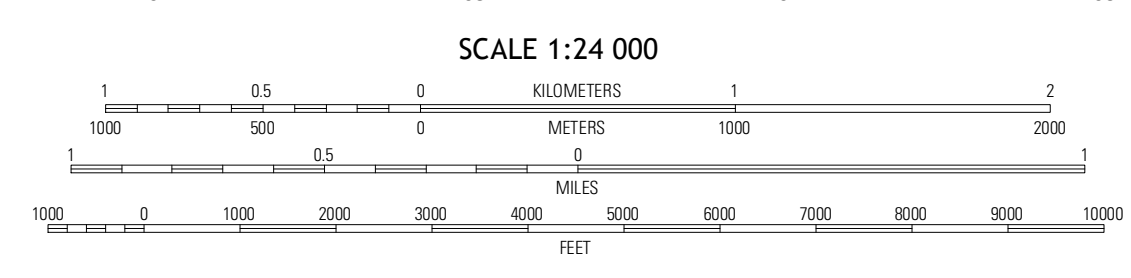 SCALE 1:24 000
1 0.5 0 KILOMETERS 1 2
1000 500 0 METERS 1000 2000
1 0.5 0 1
MILES
1000 0 1000 2000 3000 4000 5000 6000 7000 8000 9000 10000
FEET